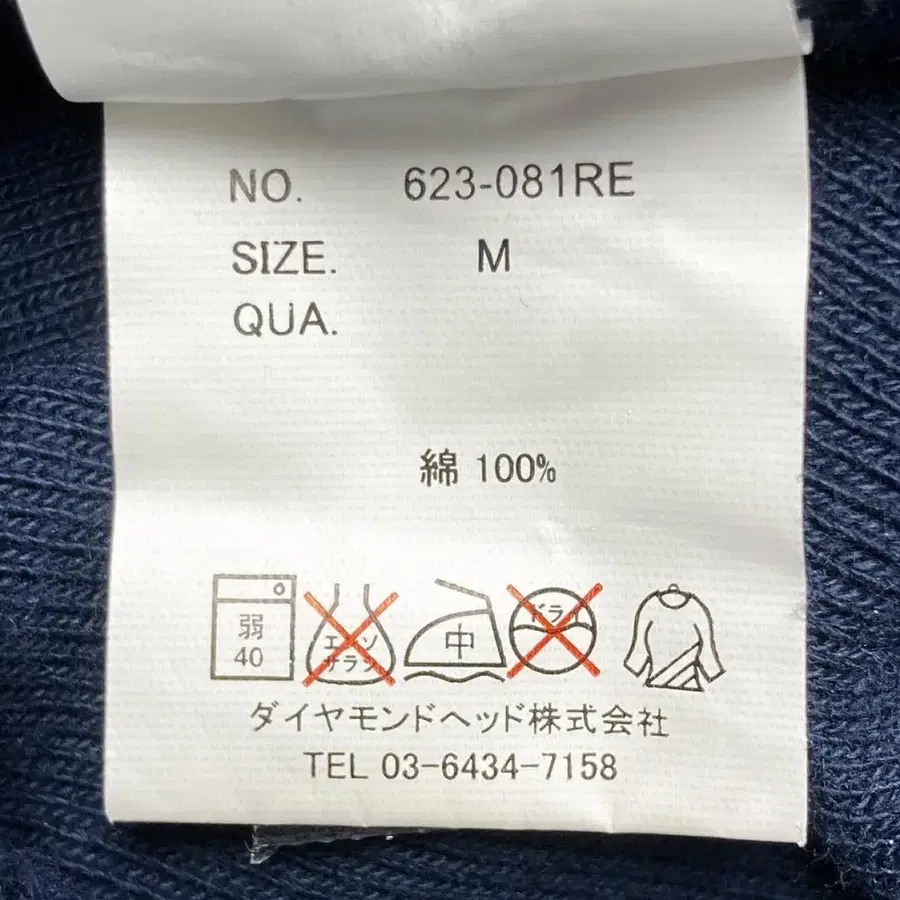 NO. 623-081RE
SIZE. M
QUA.
綿 100%
弱
40
エンソ
サラシ
中
ドライ
ダイヤモンドヘッド株式会社
TEL 03-6434-7158